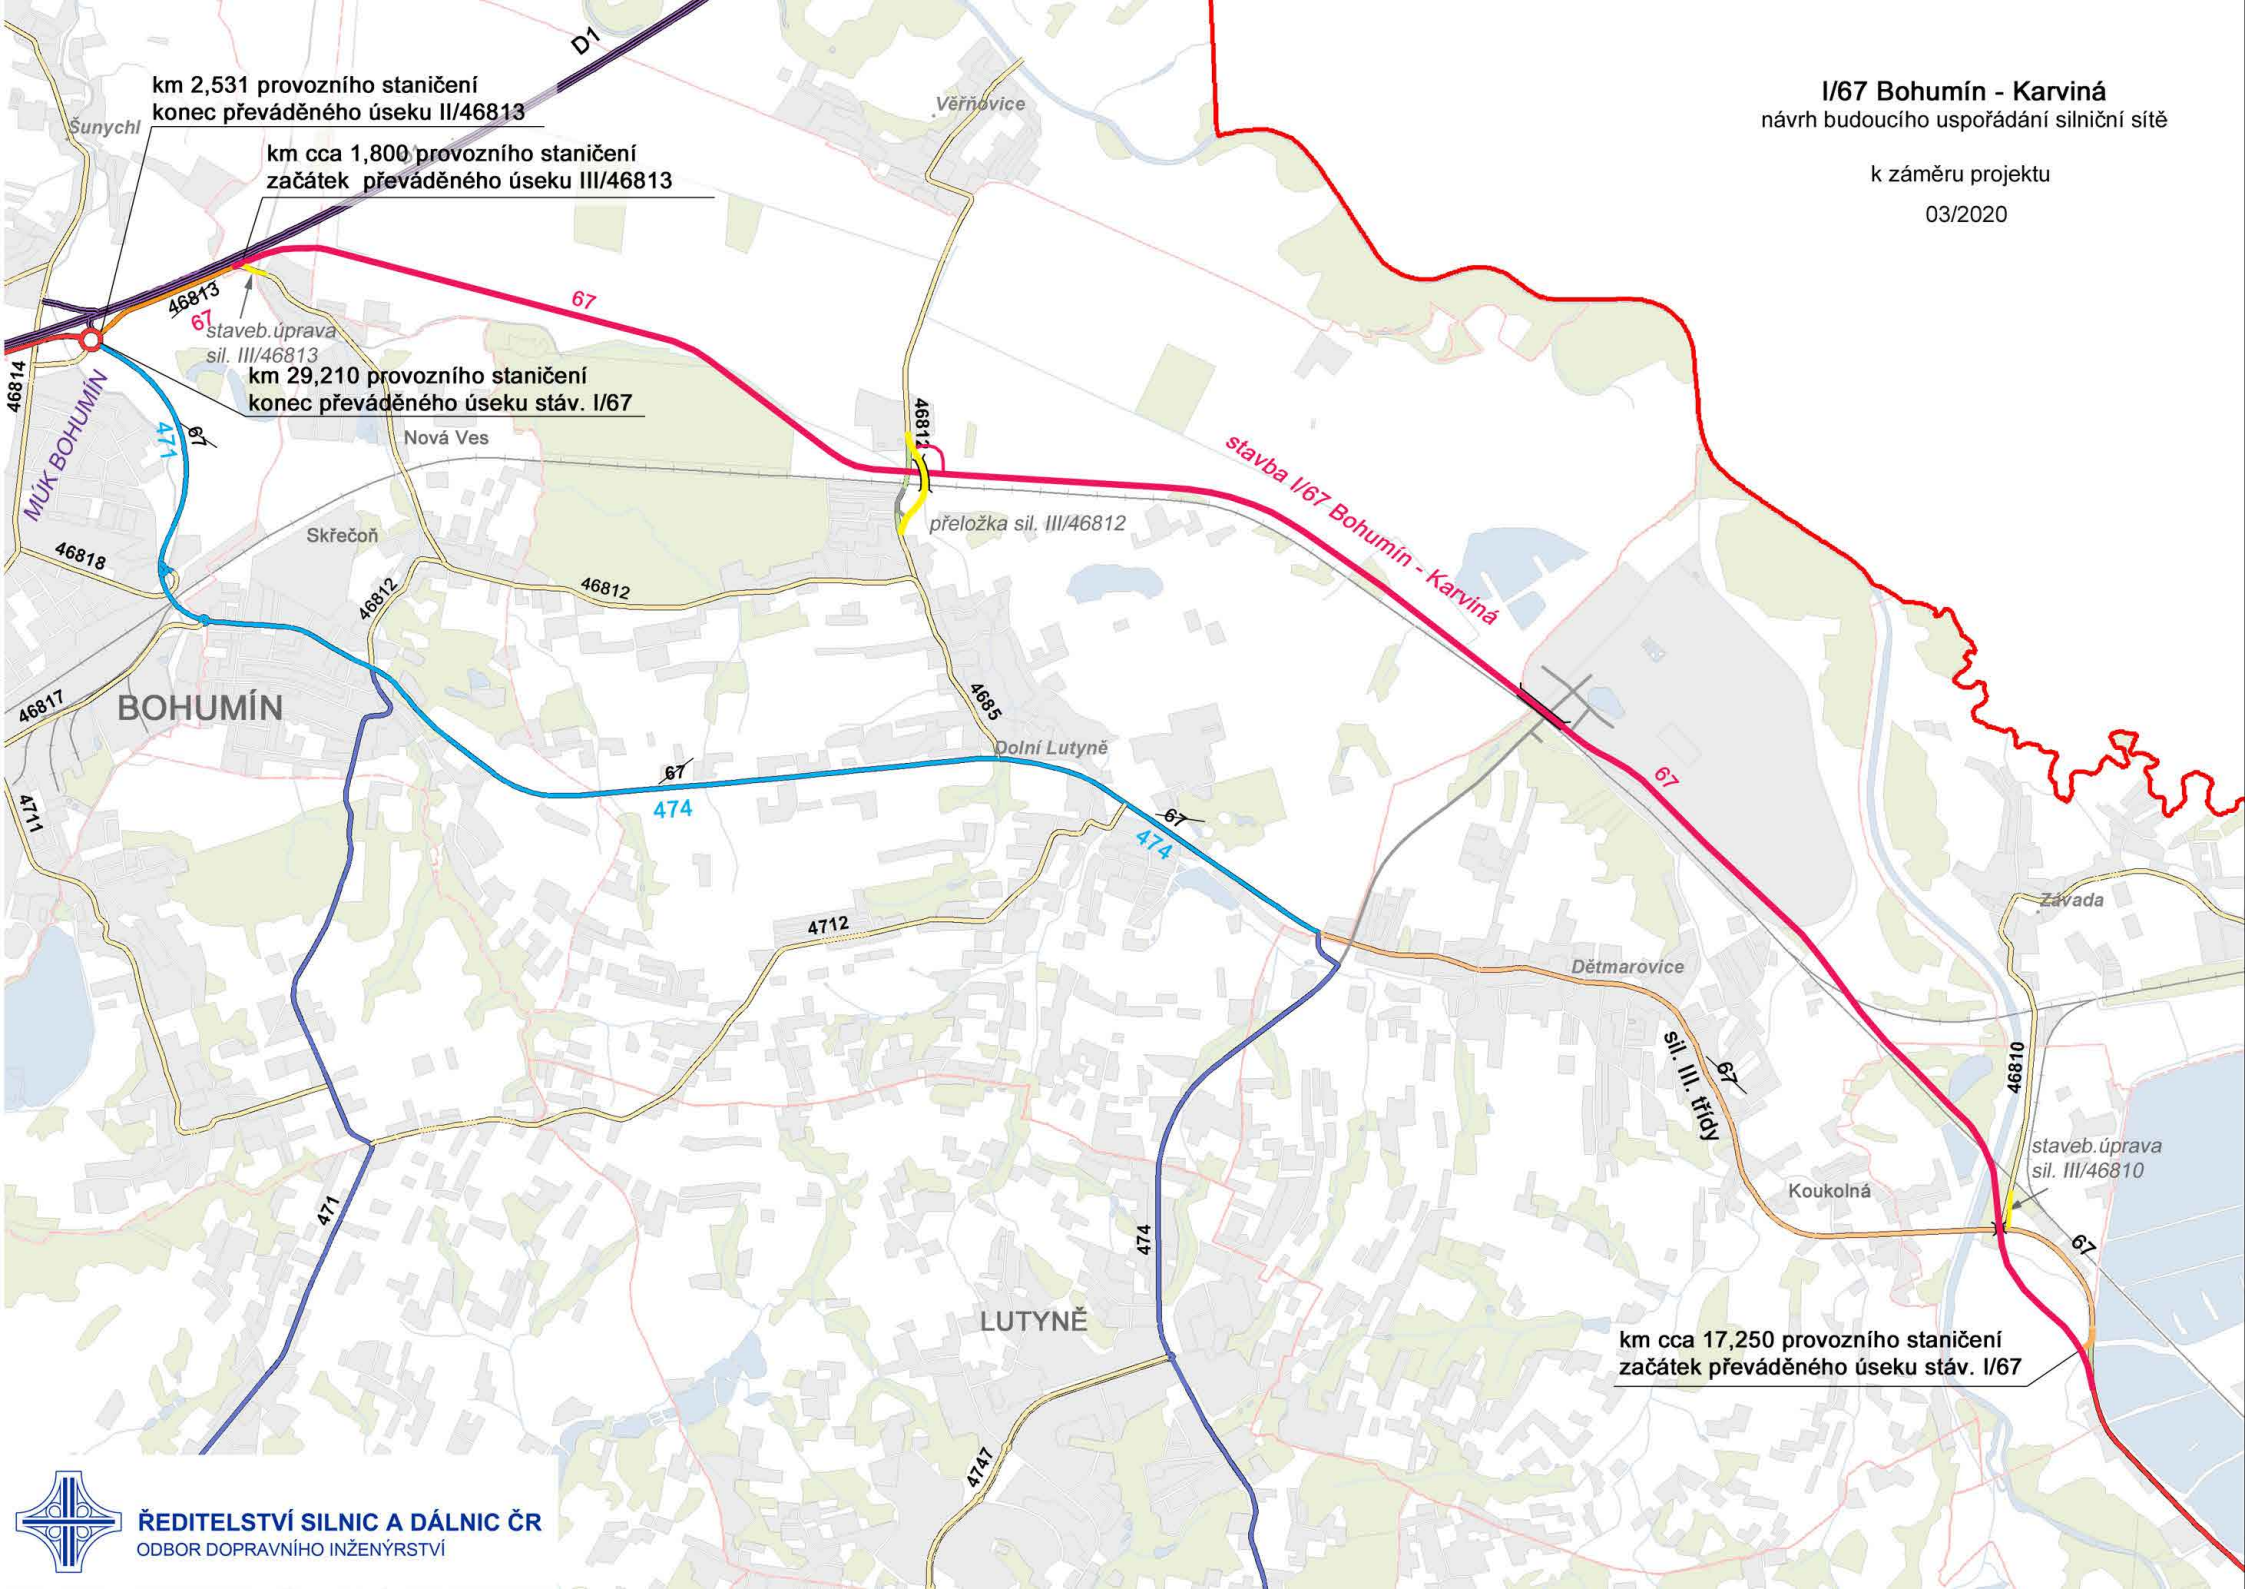 I/67 Bohumín - Karviná
návrh budoucího uspořádání silniční sítě
k záměru projektu
03/2020
D1
km 2,531 provozního staničení
konec převáděného úseku II/46813
Šunychl
km cca 1,800 provozního staničení
začátek převáděného úseku III/46813
Věřňovice
46813
67
staveb.úprava
sil. III/46813
67
km 29,210 provozního staničení
konec převáděného úseku stáv. I/67
46814
MÚK BOHUMÍN
471
67
Nová Ves
46812
stavba I/67 Bohumín - Karviná
přeložka sil. III/46812
Skřečoň
46818
46812
46812
46817
BOHUMÍN
4685
Dolní Lutyně
67
474
67
474
67
4711
4712
Závada
Dětmarovice
sil. III. třídy
67
46810
staveb.úprava
sil. III/46810
Koukolná
67
471
474
LUTYNĚ
km cca 17,250 provozního staničení
začátek převáděného úseku stáv. I/67
4747
ŘEDITELSTVÍ SILNIC A DÁLNIC ČR
ODBOR DOPRAVNÍHO INŽENÝRSTVÍ